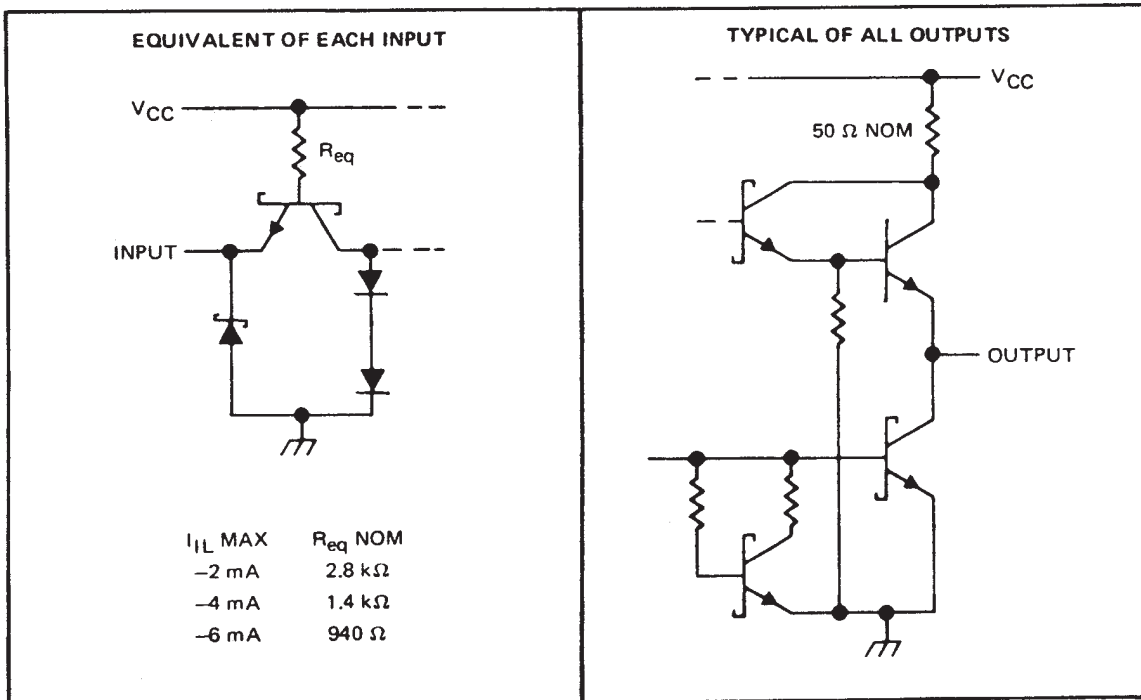 EQUIVALENT OF EACH INPUT
VCC
Req
INPUT
IIL MAX Req NOM
–2 mA 2.8 kΩ
–4 mA 1.4 kΩ
–6 mA 940 Ω
TYPICAL OF ALL OUTPUTS
VCC
50 Ω NOM
OUTPUT